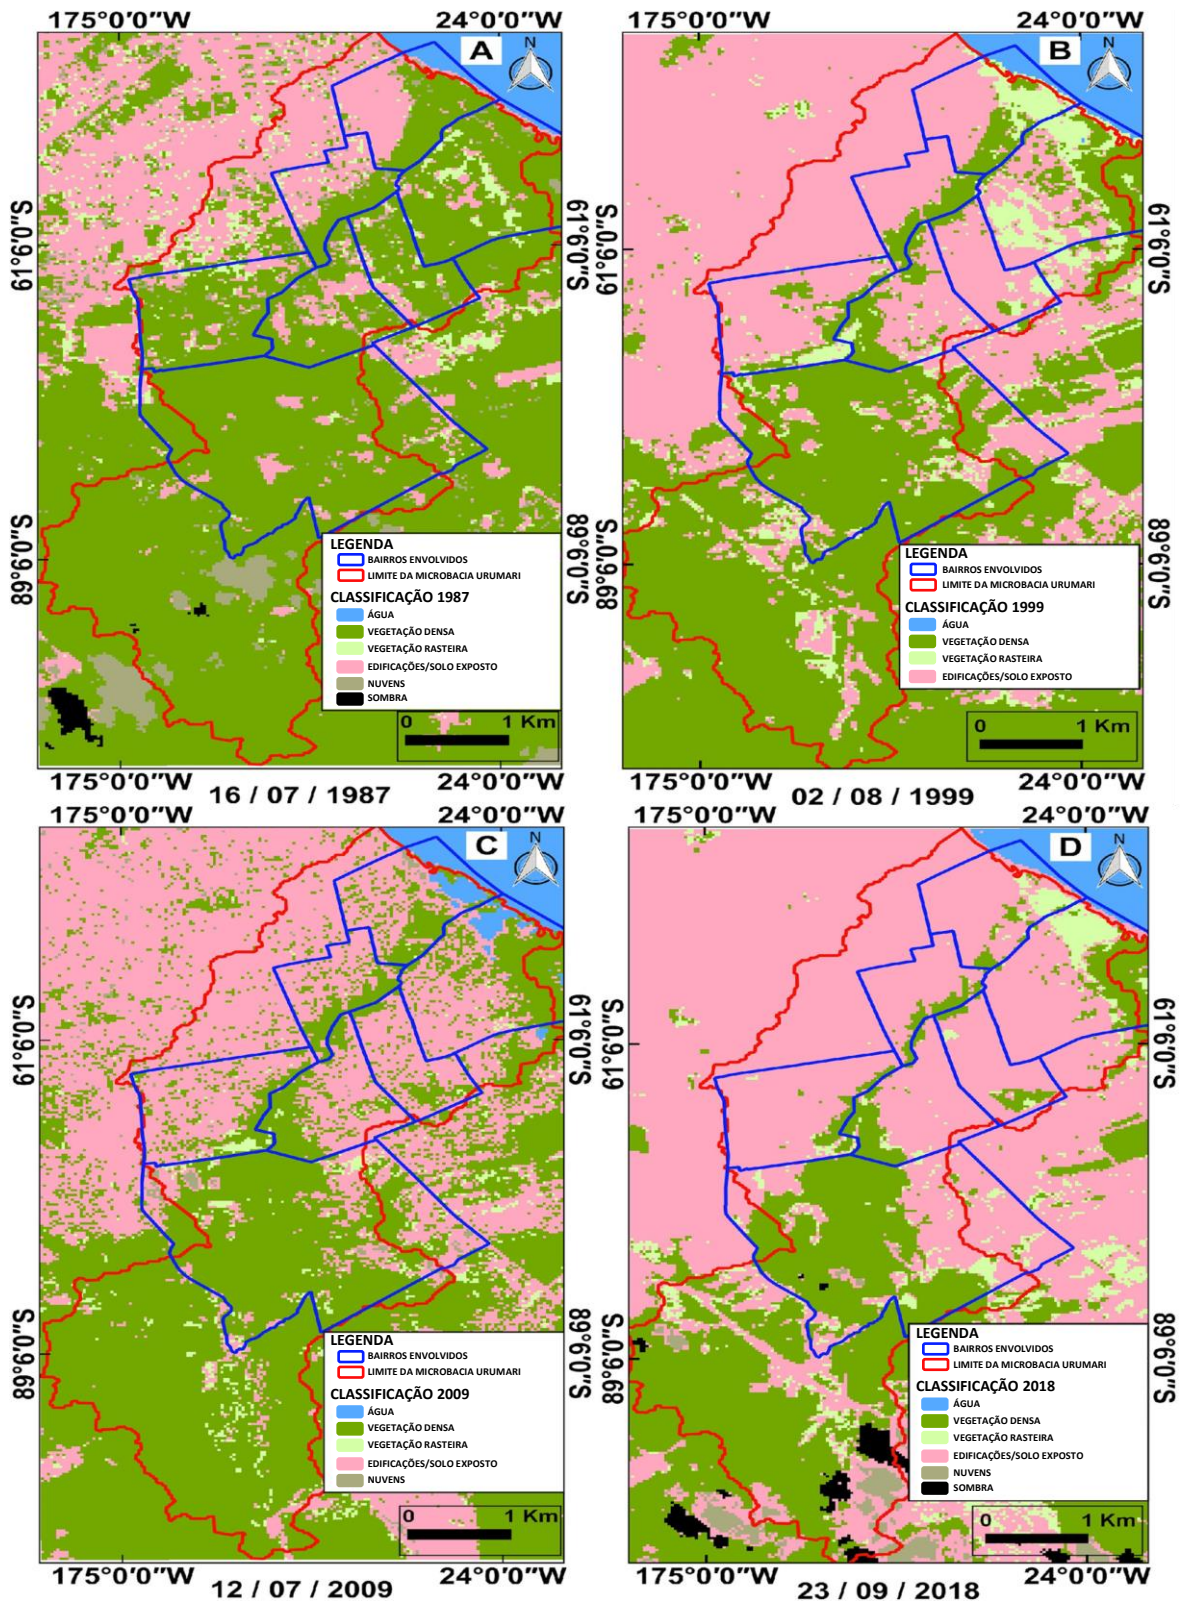 175°0'0"W 24°0'0"W
A
N
61°6'0"S
61°6'0"S
89°6'0"S
89°6'0"S
LEGENDA
BAIRROS ENVOLVIDOS
LIMITE DA MICROBACIA URUMARI
CLASSIFICAÇÃO 1987
ÁGUA
VEGETAÇÃO DENSA
VEGETAÇÃO RASTEIRA
EDIFICAÇÕES/SOLO EXPOSTO
NUVENS
SOMBRA
0 1 Km
175°0'0"W 24°0'0"W
16 / 07 / 1987
175°0'0"W 24°0'0"W
B
N
61°6'0"S
61°6'0"S
89°6'0"S
89°6'0"S
LEGENDA
BAIRROS ENVOLVIDOS
LIMITE DA MICROBACIA URUMARI
CLASSIFICAÇÃO 1999
ÁGUA
VEGETAÇÃO DENSA
VEGETAÇÃO RASTEIRA
EDIFICAÇÕES/SOLO EXPOSTO
0 1 Km
175°0'0"W 24°0'0"W
02 / 08 / 1999
175°0'0"W 24°0'0"W
C
N
61°6'0"S
61°6'0"S
89°6'0"S
89°6'0"S
LEGENDA
BAIRROS ENVOLVIDOS
LIMITE DA MICROBACIA URUMARI
CLASSIFICAÇÃO 2009
ÁGUA
VEGETAÇÃO DENSA
VEGETAÇÃO RASTEIRA
EDIFICAÇÕES/SOLO EXPOSTO
NUVENS
0 1 Km
175°0'0"W 24°0'0"W
12 / 07 / 2009
175°0'0"W 24°0'0"W
D
N
61°6'0"S
61°6'0"S
89°6'0"S
89°6'0"S
LEGENDA
BAIRROS ENVOLVIDOS
LIMITE DA MICROBACIA URUMARI
CLASSIFICAÇÃO 2018
ÁGUA
VEGETAÇÃO DENSA
VEGETAÇÃO RASTEIRA
EDIFICAÇÕES/SOLO EXPOSTO
NUVENS
SOMBRA
0 1 Km
175°0'0"W 24°0'0"W
23 / 09 / 2018